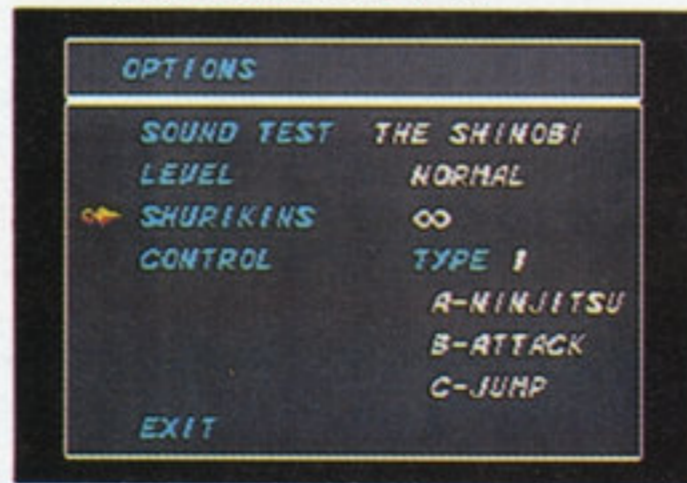 OPTIONS
SOUND TEST THE SHINOBI
LEVEL NORMAL
SHURIKINS ∞
CONTROL TYPE 1
A-NINJITSU
B-ATTACK
C-JUMP
EXIT